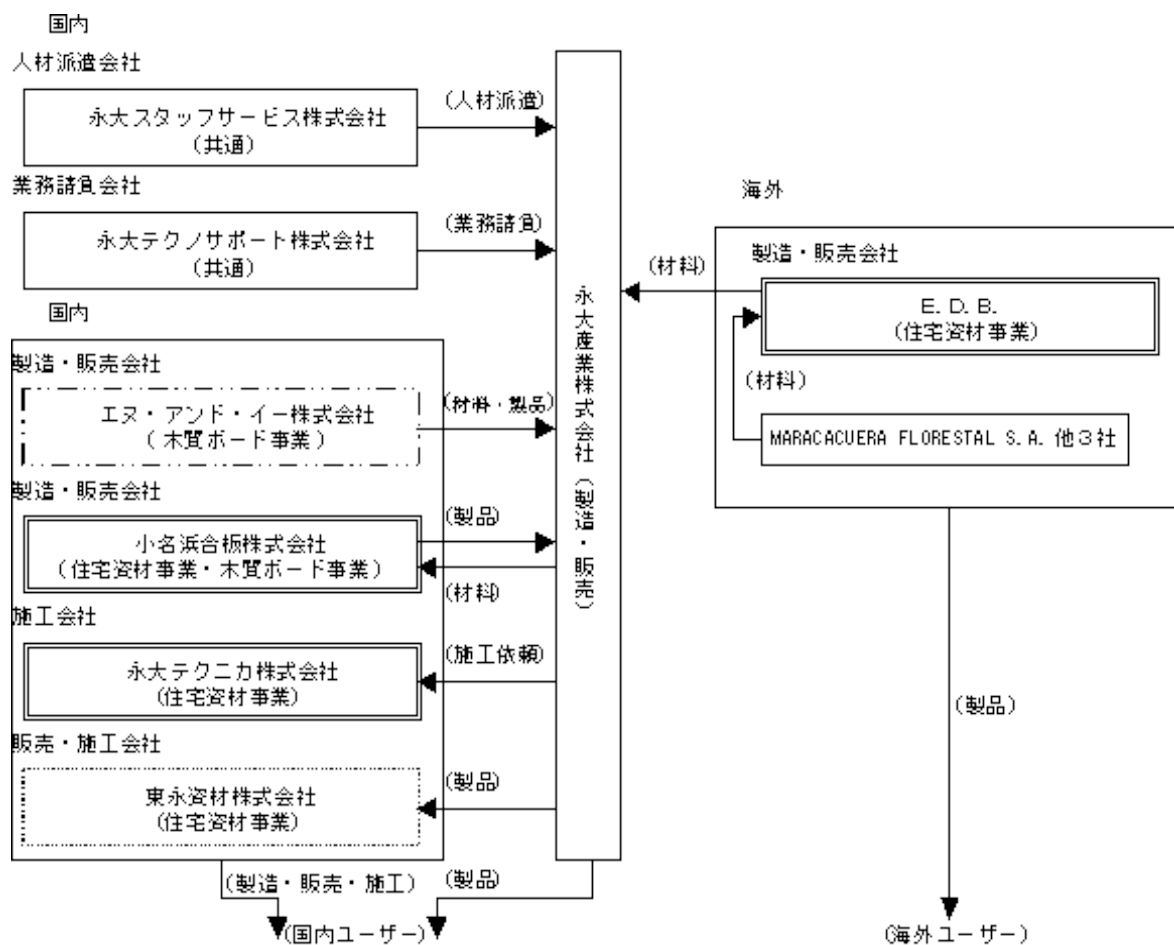 国内
人材派遣会社
永大スタッフサービス株式会社
(共通)
(人材派遣)
業務請負会社
永大テクノサポート株式会社
(共通)
(業務請負)
国内
製造・販売会社
エヌ・アンド・イー株式会社
(木質ボード事業)
(材料・製品)
製造・販売会社
小名浜合板株式会社
(住宅資材事業・木質ボード事業)
(製品)
(材料)
施工会社
永大テクニカ株式会社
(住宅資材事業)
(施工依頼)
販売・施工会社
東永資材株式会社
(住宅資材事業)
(製品)
(製造・販売・施工)
(製品)
(国内ユーザー)
永大産業株式会社(製造・販売)
海外
製造・販売会社
(材料)
E. D. B.
(住宅資材事業)
(材料)
MARACACUERA FLORESTAL S. A. 他3社
(製品)
(海外ユーザー)